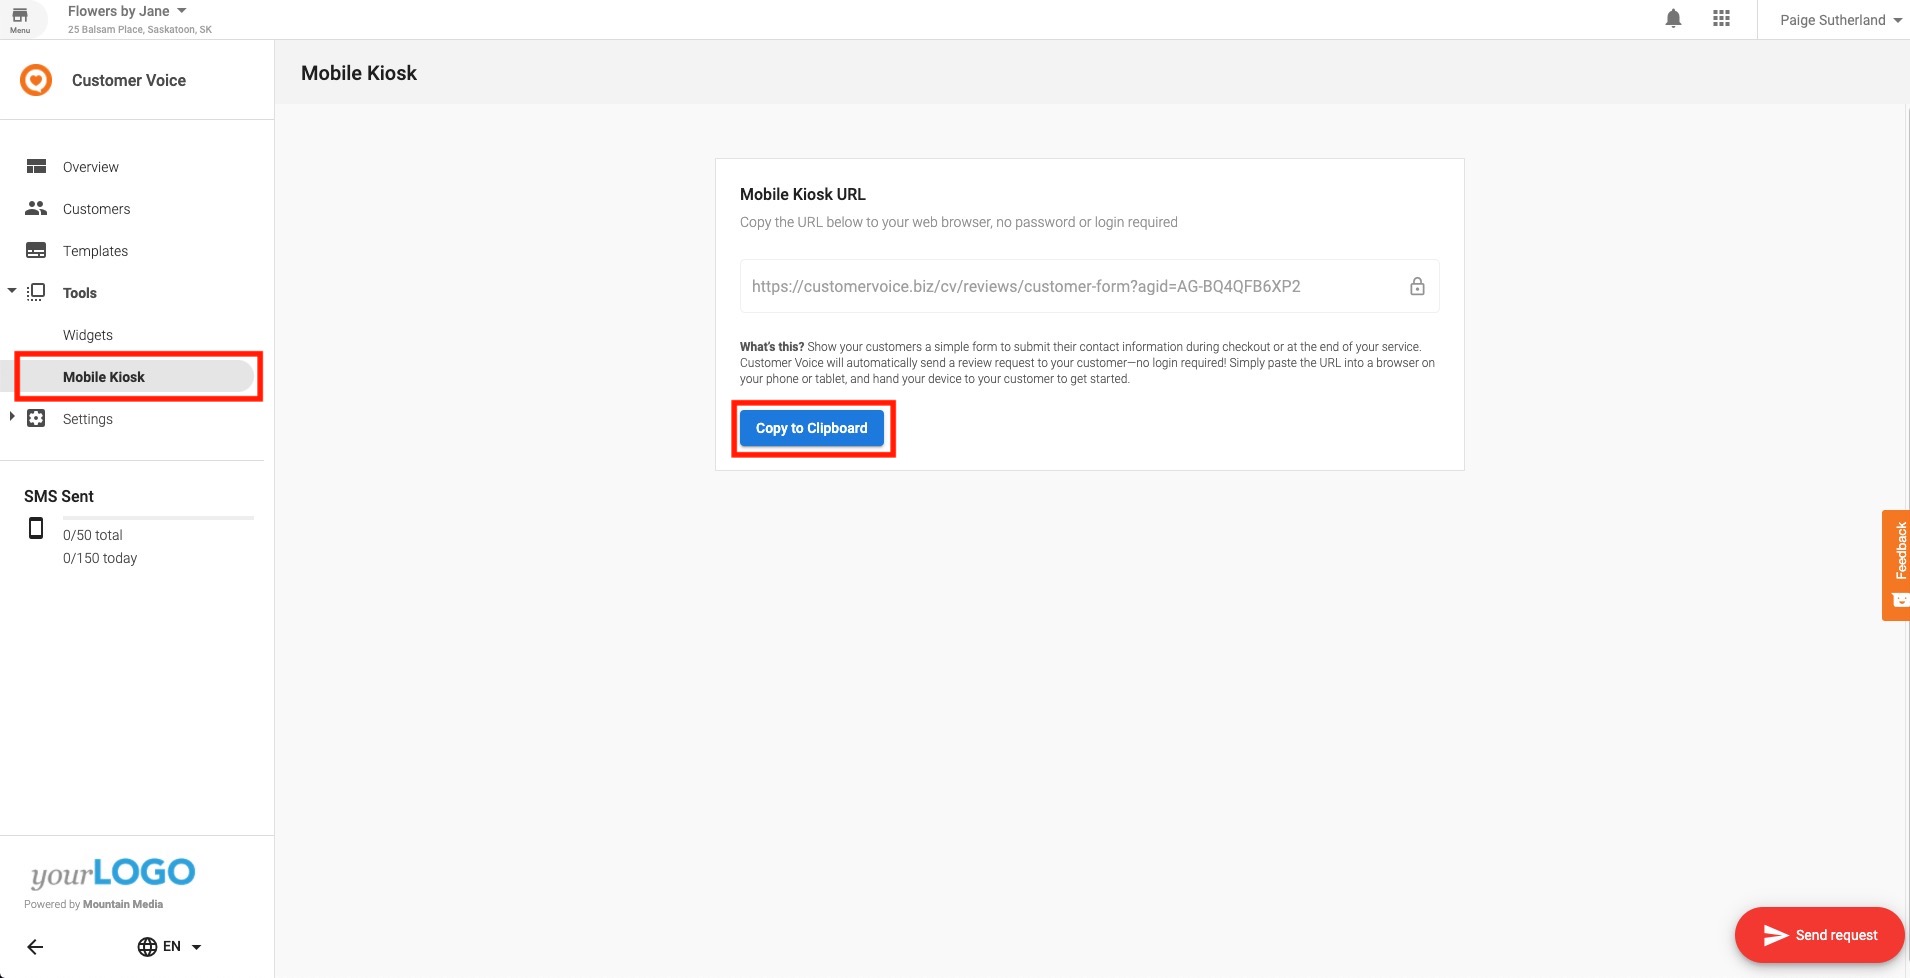 Menu
Flowers by Jane
25 Balsam Place, Saskatoon, SK
Paige Sutherland
Customer Voice
Mobile Kiosk
Overview
Customers
Templates
Tools
Widgets
Mobile Kiosk
Settings
SMS Sent
0/50 total
0/150 today
Mobile Kiosk URL
Copy the URL below to your web browser, no password or login required
https://customervoice.biz/cv/reviews/customer-form?agid=AG-BQ4QFB6XP2
What's this? Show your customers a simple form to submit their contact information during checkout or at the end of your service.
Customer Voice will automatically send a review request to your customer—no login required! Simply paste the URL into a browser on
your phone or tablet, and hand your device to your customer to get started.
Copy to Clipboard
Feedback
yourLOGO
Powered by Mountain Media
EN
Send request